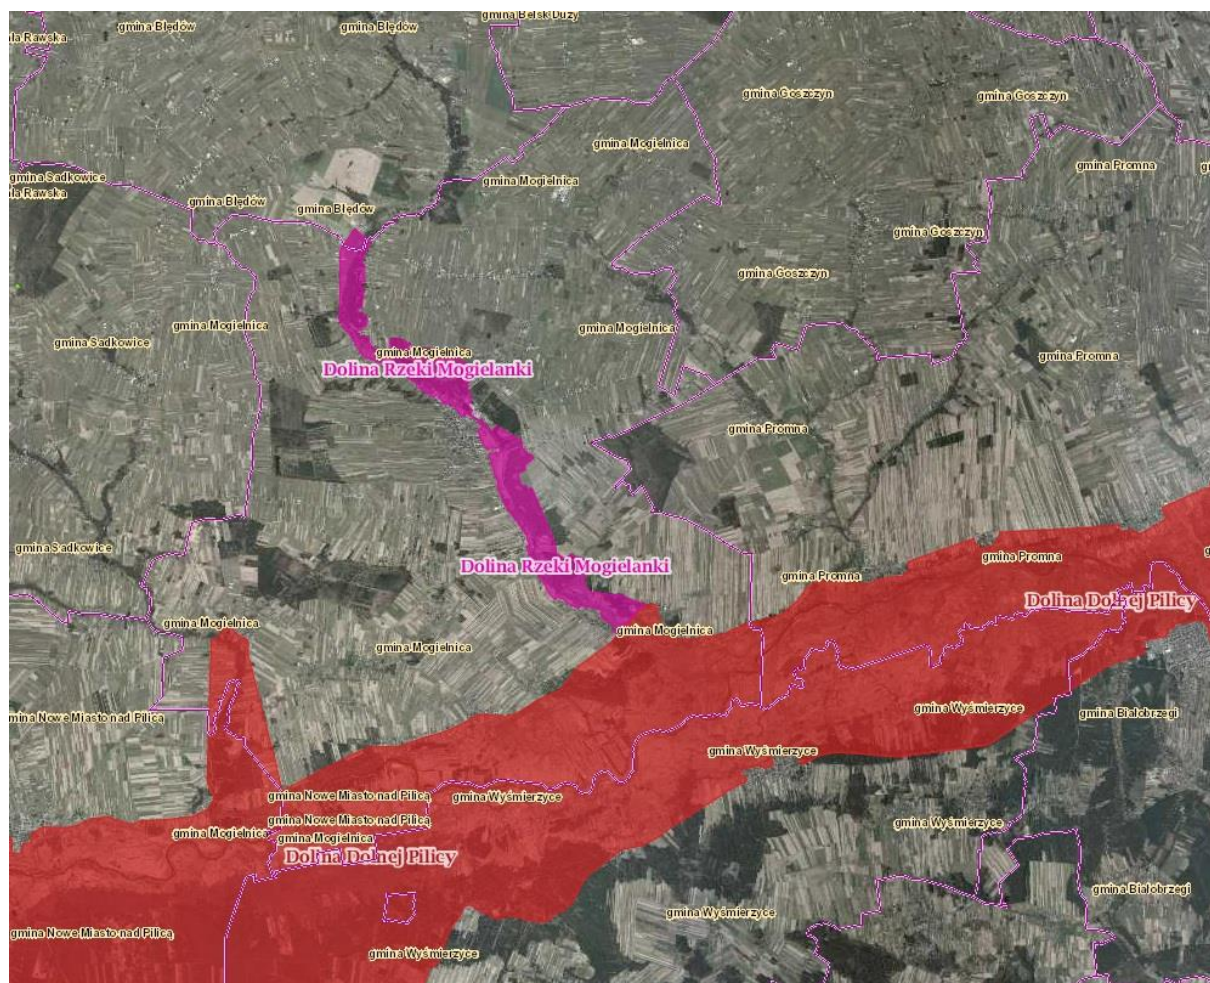 gmina Belsk Duży
gmina Błędów
gmina Błędów
la Rawska
gmina Goszczyn
gmina Goszczyn
gmina Mogielnica
gmina Promna
gmina Sadkowice
gmina Mogielnica
la Rawska
gmina Błędów
gmina Błędów
gmina Goszczyn
gmina Goszczyn
gmina Mogielnica
gmina Mogielnica
gmina Sadkowice
gmina Mogielnica
gmina Promna
Dolina Rzeki Mogielanki
gmina Promna
gmina Sadkowice
gmina Promna
Dolina Rzeki Mogielanki
gmina Promna
Dolina Dolnej Pilicy
gmina Mogielnica
gmina Mogielnica
gmina Mogielnica
gmina Wyśmierzyce
gmina Białobrzegi
mina Nowe Miasto nad Pilicą
gmina Wyśmierzyce
gmina Nowe Miasto nad Pilicą
gmina Wyśmierzyce
gmina Nowe Miasto nad Pilicą
gmina Wyśmierzyce
gmina Mogielnica
gmina Mogielnica
Dolina Dolnej Pilicy
gmina Białobrzegi
gmina Wyśmierzyce
gmina Nowe Miasto nad Pilicą
gmina Wyśmierzyce